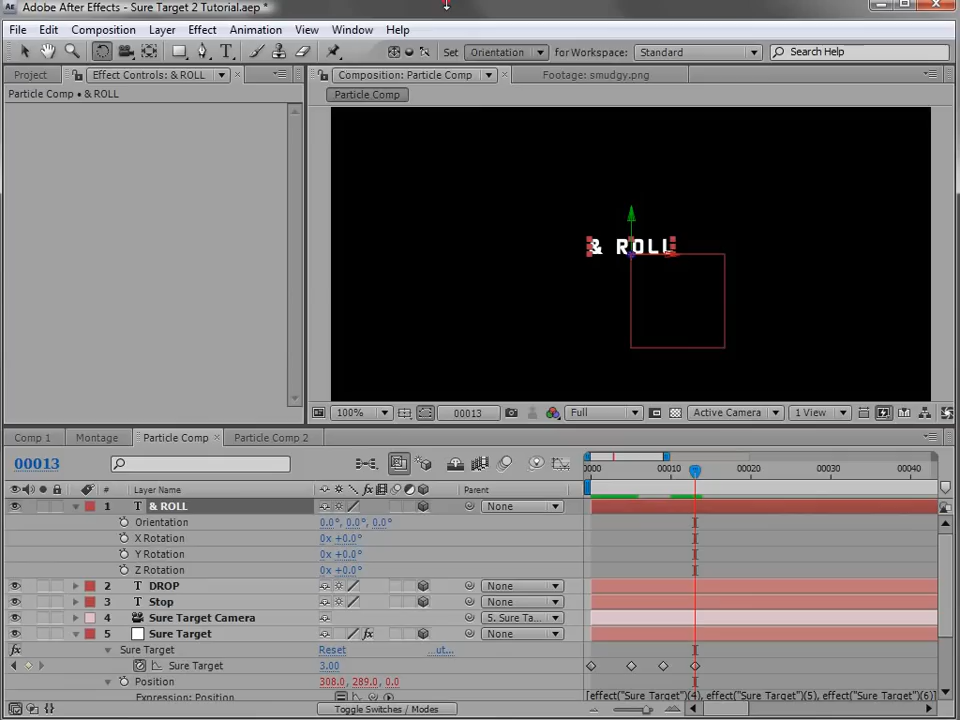 Adobe After Effects - Sure Target 2 Tutorial.aep *
File Edit Composition Layer Effect Animation View Window Help
Set Orientation for Workspace: Standard Search Help
Project Effect Controls: & ROLL Composition: Particle Comp Footage: smudgy.png
Particle Comp • & ROLL Particle Comp
& ROLL
100% 00013 Full Active Camera 1 View
Comp 1 Montage Particle Comp Particle Comp 2
00013 0000 00010 00020 00030 00040
# Layer Name Parent
1 T & ROLL None
Orientation 0.0°, 0.0°, 0.0°
X Rotation 0x +0.0°
Y Rotation 0x +0.0°
Z Rotation 0x +0.0°
2 T DROP None
3 T Stop None
4 Sure Target Camera 5. Sure Ta...
5 Sure Target None
Sure Target Reset ...ut...
Sure Target 3.00
Position 308.0, 289.0, 0.0
Expression: Position [effect("Sure Target")(4), effect("Sure Target")(5), effect("Sure Target")(6)]
Toggle Switches / Modes